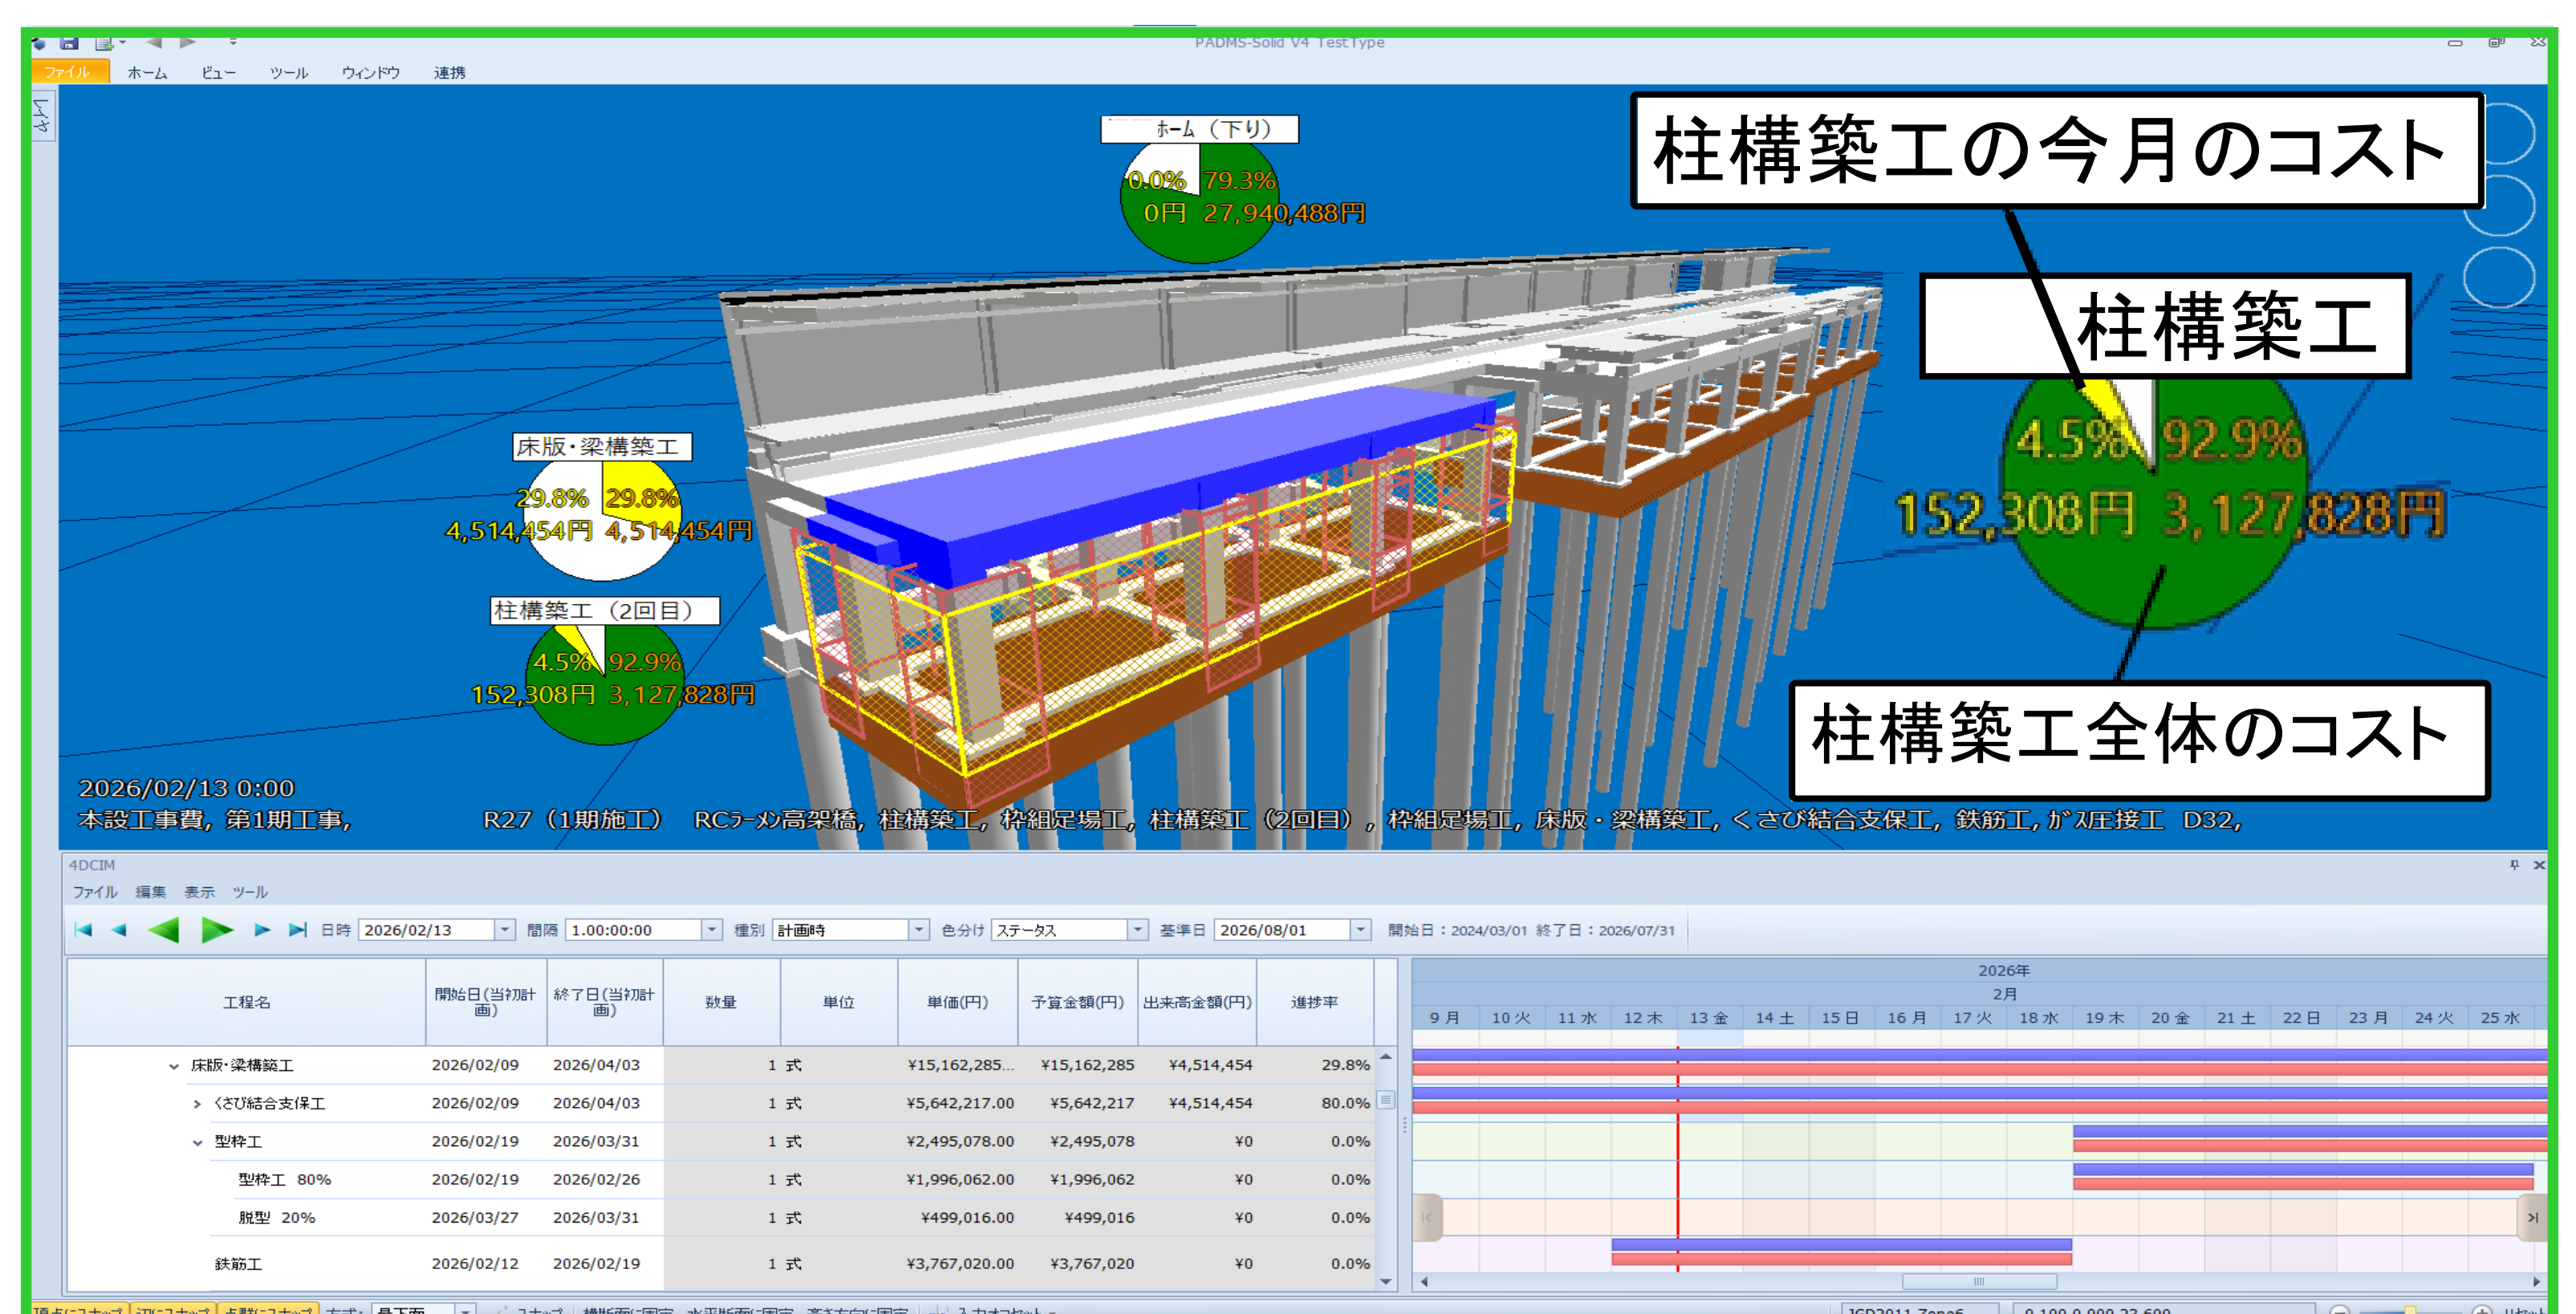 PADMS-Solid V4 TestType
ファイル ホーム ビュー ツール ウィンドウ 連携
レイヤ
ホーム（下り）
0.0% 79.3%
0円 27,940,488円
柱構築工の今月のコスト
柱構築工
4.5% 92.9%
152,308円 3,127,828円
柱構築工全体のコスト
床版・梁構築工
29.8% 29.8%
4,514,454円 4,514,454円
柱構築工（2回目）
4.5% 92.9%
152,308円 3,127,828円
2026/02/13 0:00
本設工事費, 第1期工事, R27（1期施工） RCﾗｰﾒﾝ高架橋, 柱構築工, 枠組足場工, 柱構築工（2回目）, 枠組足場工, 床版・梁構築工, くさび結合支保工, 鉄筋工, ｶﾞｽ圧接工 D32,
4DCIM
ファイル 編集 表示 ツール
日時 2026/02/13 間隔 1.00:00:00 種別 計画時 色分け ステータス 基準日 2026/08/01 開始日：2024/03/01 終了日：2026/07/31
工程名 開始日(当初計画) 終了日(当初計画) 数量 単位 単価(円) 予算金額(円) 出来高金額(円) 進捗率
2026年
2月
9 月 10 火 11 水 12 木 13 金 14 土 15 日 16 月 17 火 18 水 19 木 20 金 21 土 22 日 23 月 24 火 25 水
床版・梁構築工 2026/02/09 2026/04/03 1 式 ¥15,162,285... ¥15,162,285 ¥4,514,454 29.8%
くさび結合支保工 2026/02/09 2026/04/03 1 式 ¥5,642,217.00 ¥5,642,217 ¥4,514,454 80.0%
型枠工 2026/02/19 2026/03/31 1 式 ¥2,495,078.00 ¥2,495,078 ¥0 0.0%
型枠工 80% 2026/02/19 2026/02/26 1 式 ¥1,996,062.00 ¥1,996,062 ¥0 0.0%
脱型 20% 2026/03/27 2026/03/31 1 式 ¥499,016.00 ¥499,016 ¥0 0.0%
鉄筋工 2026/02/12 2026/02/19 1 式 ¥3,767,020.00 ¥3,767,020 ¥0 0.0%